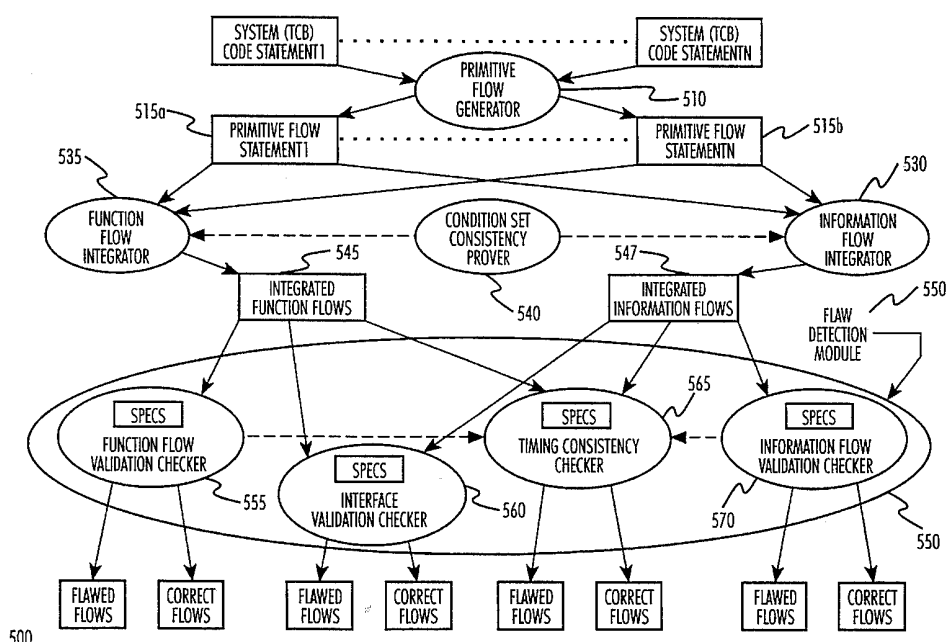 SYSTEM (TCB)
CODE STATEMENT1
SYSTEM (TCB)
CODE STATEMENTN
PRIMITIVE
FLOW
GENERATOR
510
515a
PRIMITIVE FLOW
STATEMENT1
515b
PRIMITIVE FLOW
STATEMENTN
535
FUNCTION
FLOW
INTEGRATOR
CONDITION SET
CONSISTENCY
PROVER
540
530
INFORMATION
FLOW
INTEGRATOR
545
INTEGRATED
FUNCTION FLOWS
547
INTEGRATED
INFORMATION FLOWS
550
FLAW
DETECTION
MODULE
SPECS
FUNCTION FLOW
VALIDATION CHECKER
555
SPECS
INTERFACE
VALIDATION CHECKER
560
565
SPECS
TIMING CONSISTENCY
CHECKER
SPECS
INFORMATION FLOW
VALIDATION CHECKER
570
550
FLAWED
FLOWS
CORRECT
FLOWS
FLAWED
FLOWS
CORRECT
FLOWS
FLAWED
FLOWS
CORRECT
FLOWS
FLAWED
FLOWS
CORRECT
FLOWS
500